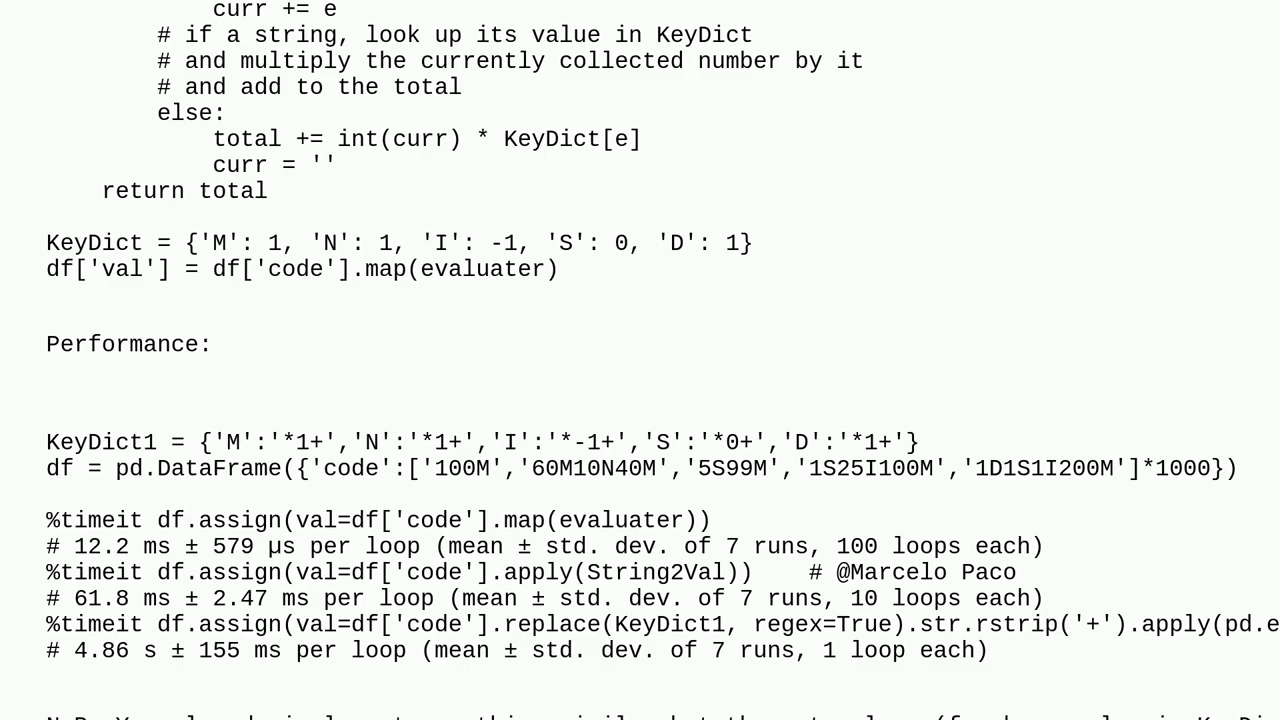 curr += e
# if a string, look up its value in KeyDict
# and multiply the currently collected number by it
# and add to the total
else:
total += int(curr) * KeyDict[e]
curr = ''
return total
KeyDict = {'M': 1, 'N': 1, 'I': -1, 'S': 0, 'D': 1}
df['val'] = df['code'].map(evaluater)
Performance:
KeyDict1 = {'M':'*1+','N':'*1+','I':'*-1+','S':'*0+','D':'*1+'}
df = pd.DataFrame({'code':['100M','60M10N40M','5S99M','1S25I100M','1D1S1I200M']*1000})
%timeit df.assign(val=df['code'].map(evaluater))
# 12.2 ms ± 579 µs per loop (mean ± std. dev. of 7 runs, 100 loops each)
%timeit df.assign(val=df['code'].apply(String2Val))    # @Marcelo Paco
# 61.8 ms ± 2.47 ms per loop (mean ± std. dev. of 7 runs, 10 loops each)
%timeit df.assign(val=df['code'].replace(KeyDict1, regex=True).str.rstrip('+').apply(pd.e
# 4.86 s ± 155 ms per loop (mean ± std. dev. of 7 runs, 1 loop each)